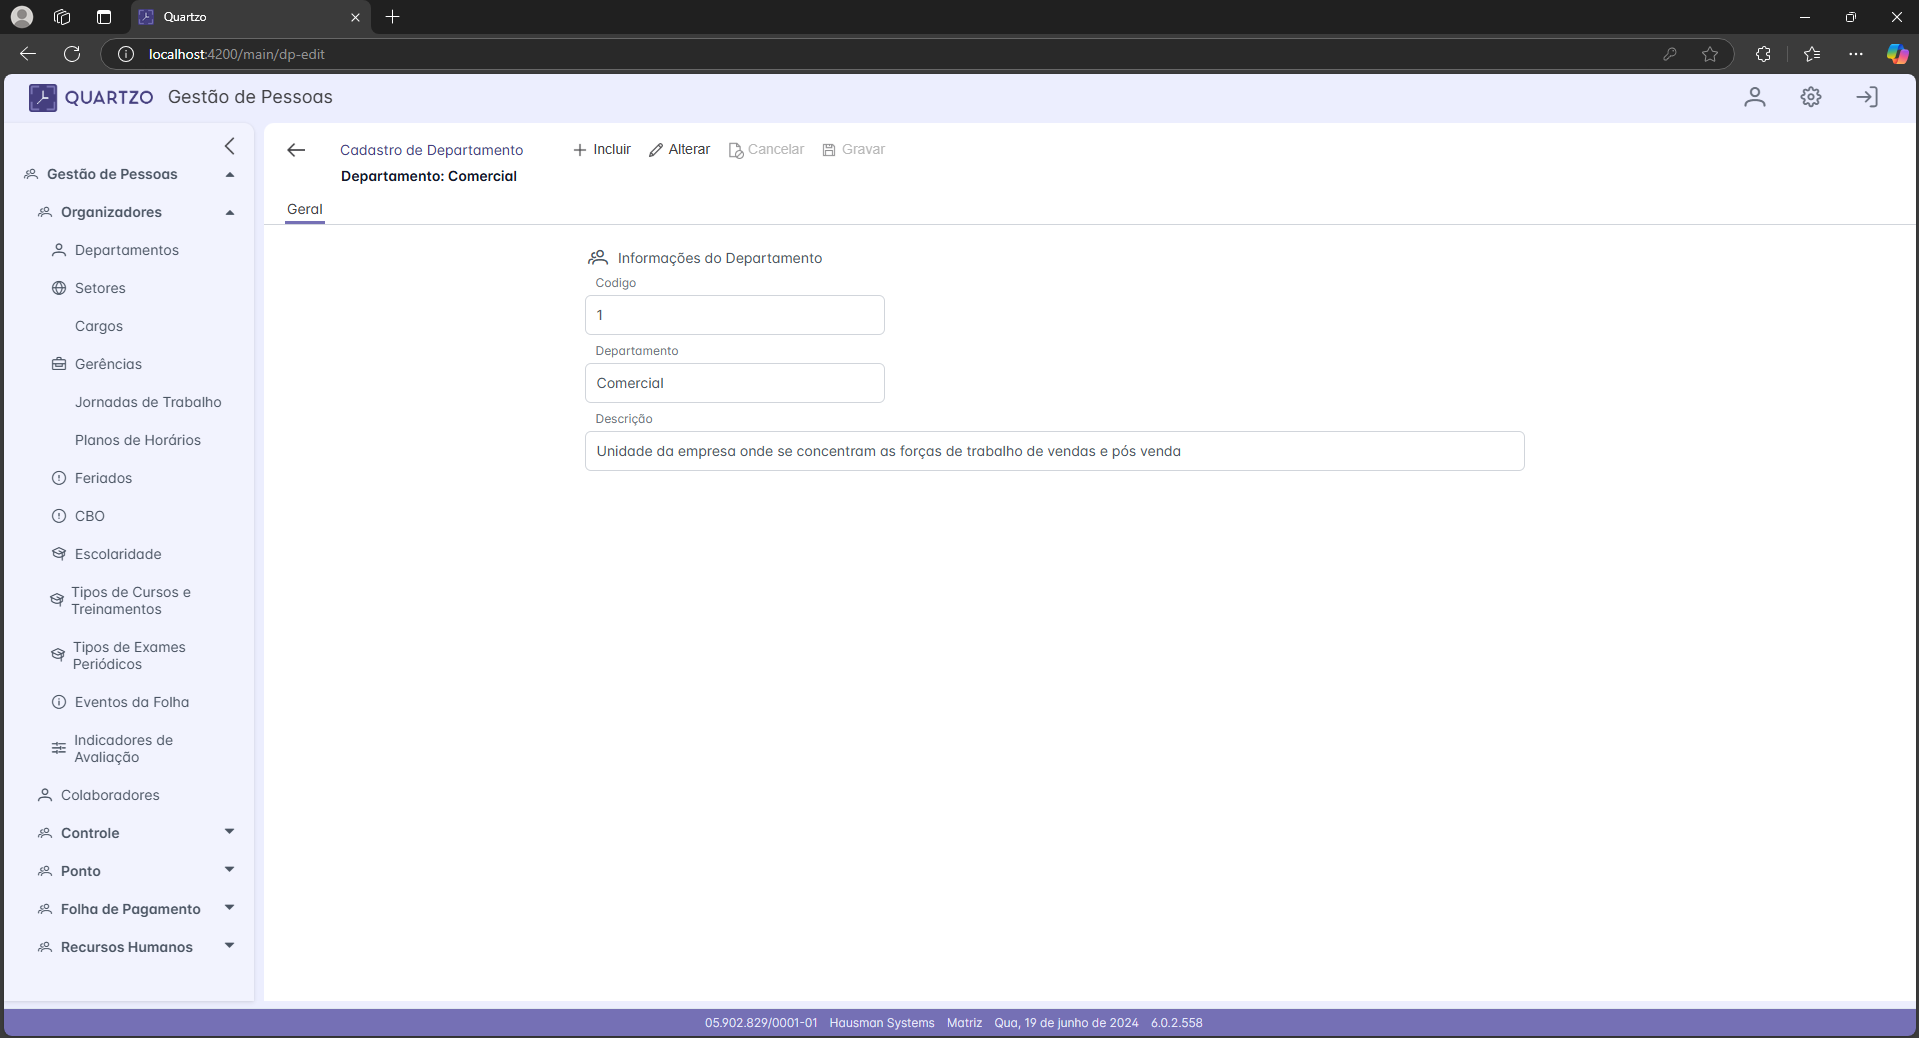 Quartzo
localhost:4200/main/dp-edit
QUARTZO Gestão de Pessoas
Gestão de Pessoas
Organizadores
Departamentos
Setores
Cargos
Gerências
Jornadas de Trabalho
Planos de Horários
Feriados
CBO
Escolaridade
Tipos de Cursos e
Treinamentos
Tipos de Exames
Periódicos
Eventos da Folha
Indicadores de
Avaliação
Colaboradores
Controle
Ponto
Folha de Pagamento
Recursos Humanos
Cadastro de Departamento Incluir Alterar Cancelar Gravar
Departamento: Comercial
Geral
Informações do Departamento
Codigo
1
Departamento
Comercial
Descrição
Unidade da empresa onde se concentram as forças de trabalho de vendas e pós venda
05.902.829/0001-01 Hausman Systems Matriz Qua, 19 de junho de 2024 6.0.2.558